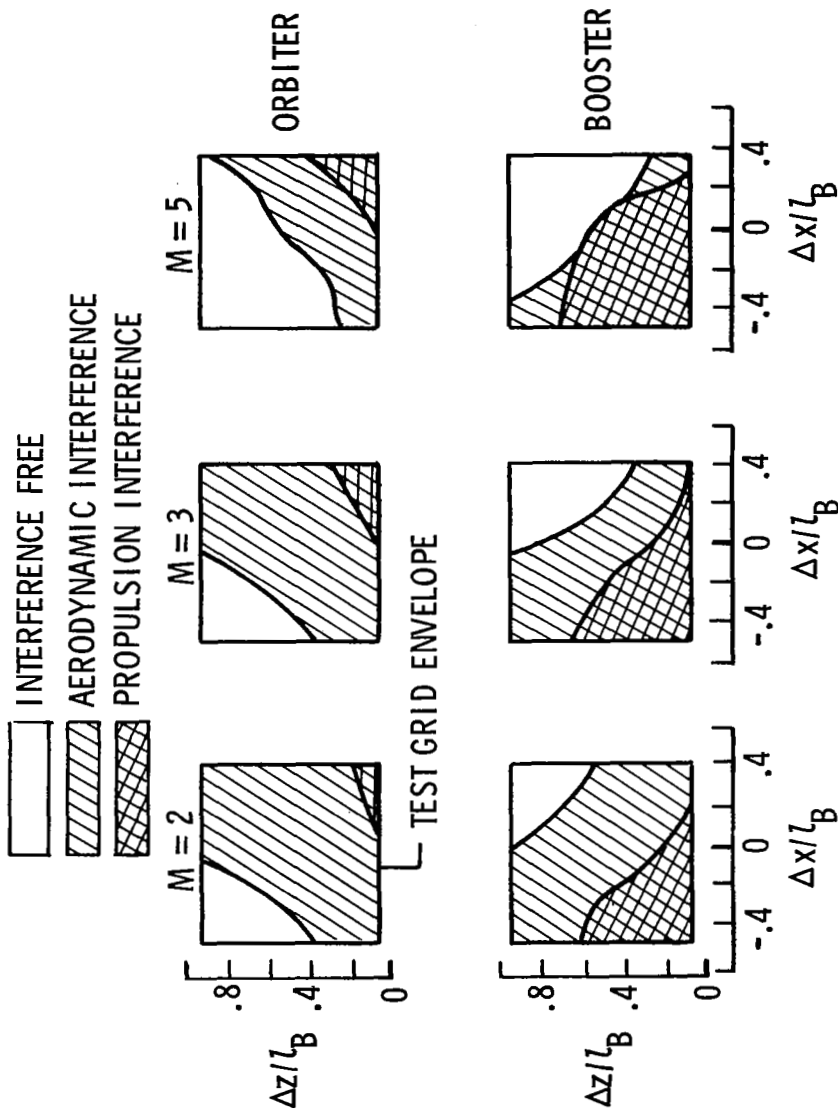 INTERFERENCE FREE
AERODYNAMIC INTERFERENCE
PROPULSION INTERFERENCE
M = 2
M = 3
M = 5
Δz/l_B
.8
.4
0
ORBITER
TEST GRID ENVELOPE
Δz/l_B
.8
.4
0
BOOSTER
-.4 0 .4
-.4 0 .4
-.4 0 .4
Δx/l_B
Δx/l_B
Δx/l_B